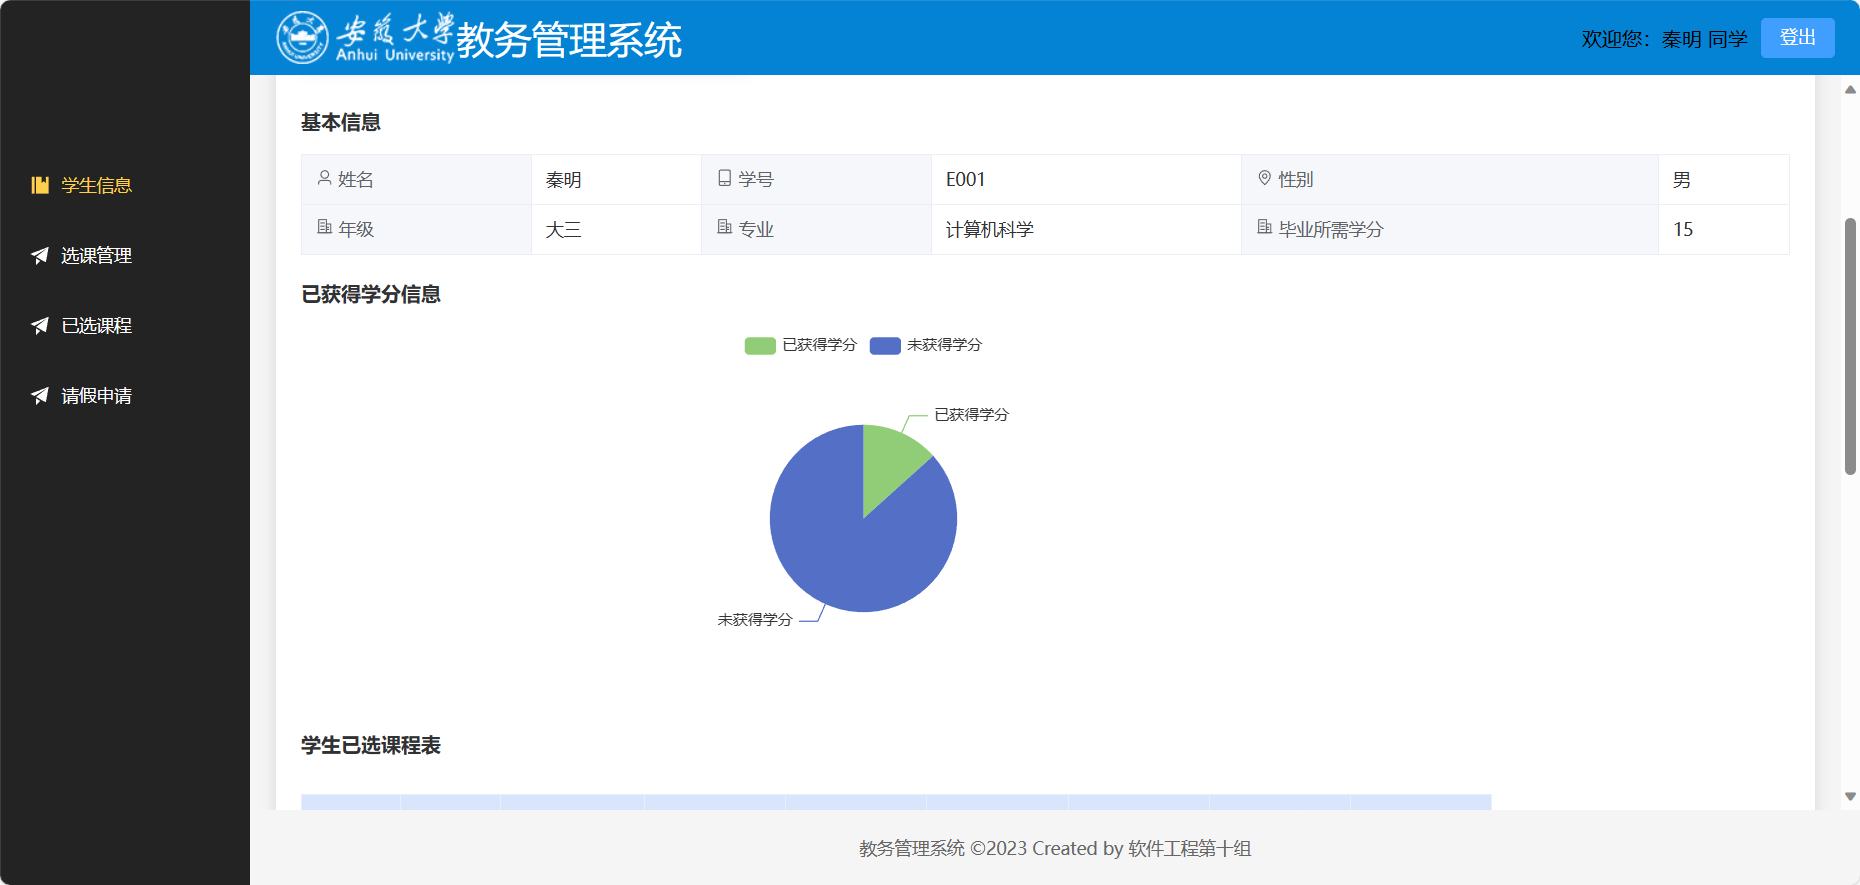 安徽大学
Anhui University
教务管理系统
欢迎您：秦明 同学
登出
学生信息
选课管理
已选课程
请假申请
基本信息
姓名 秦明 学号 E001 性别 男
年级 大三 专业 计算机科学 毕业所需学分 15
已获得学分信息
已获得学分 未获得学分
已获得学分
未获得学分
学生已选课程表
教务管理系统 ©2023 Created by 软件工程第十组